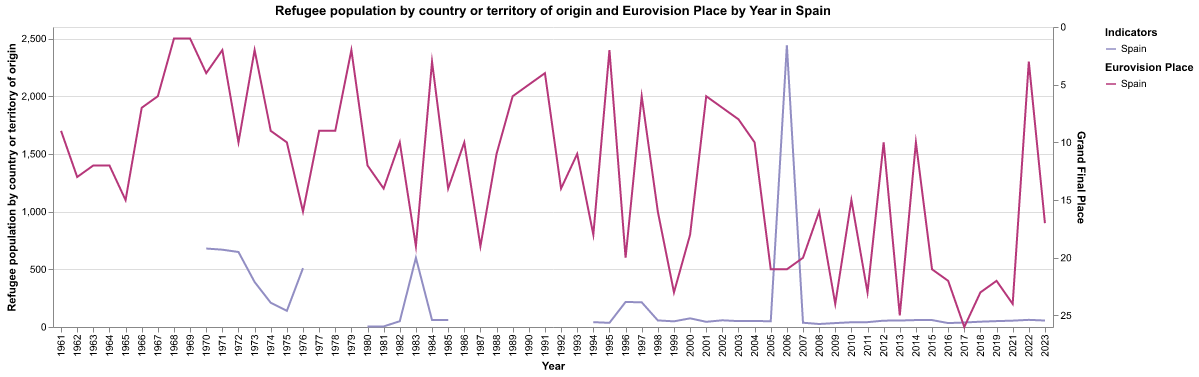 Refugee population by country or territory of origin and Eurovision Place by Year in Spain
Refugee population by country or territory of origin
2,500
2,000
1,500
1,000
500
0
0
5
10
15
20
25
Grand Final Place
1961 1962 1963 1964 1965 1966 1967 1968 1969 1970 1971 1972 1973 1974 1975 1976 1977 1978 1979 1980 1981 1982 1983 1984 1985 1986 1987 1988 1989 1990 1991 1992 1993 1994 1995 1996 1997 1998 1999 2000 2001 2002 2003 2004 2005 2006 2007 2008 2009 2010 2011 2012 2013 2014 2015 2016 2017 2018 2019 2021 2022 2023
Year
Indicators
Spain
Eurovision Place
Spain